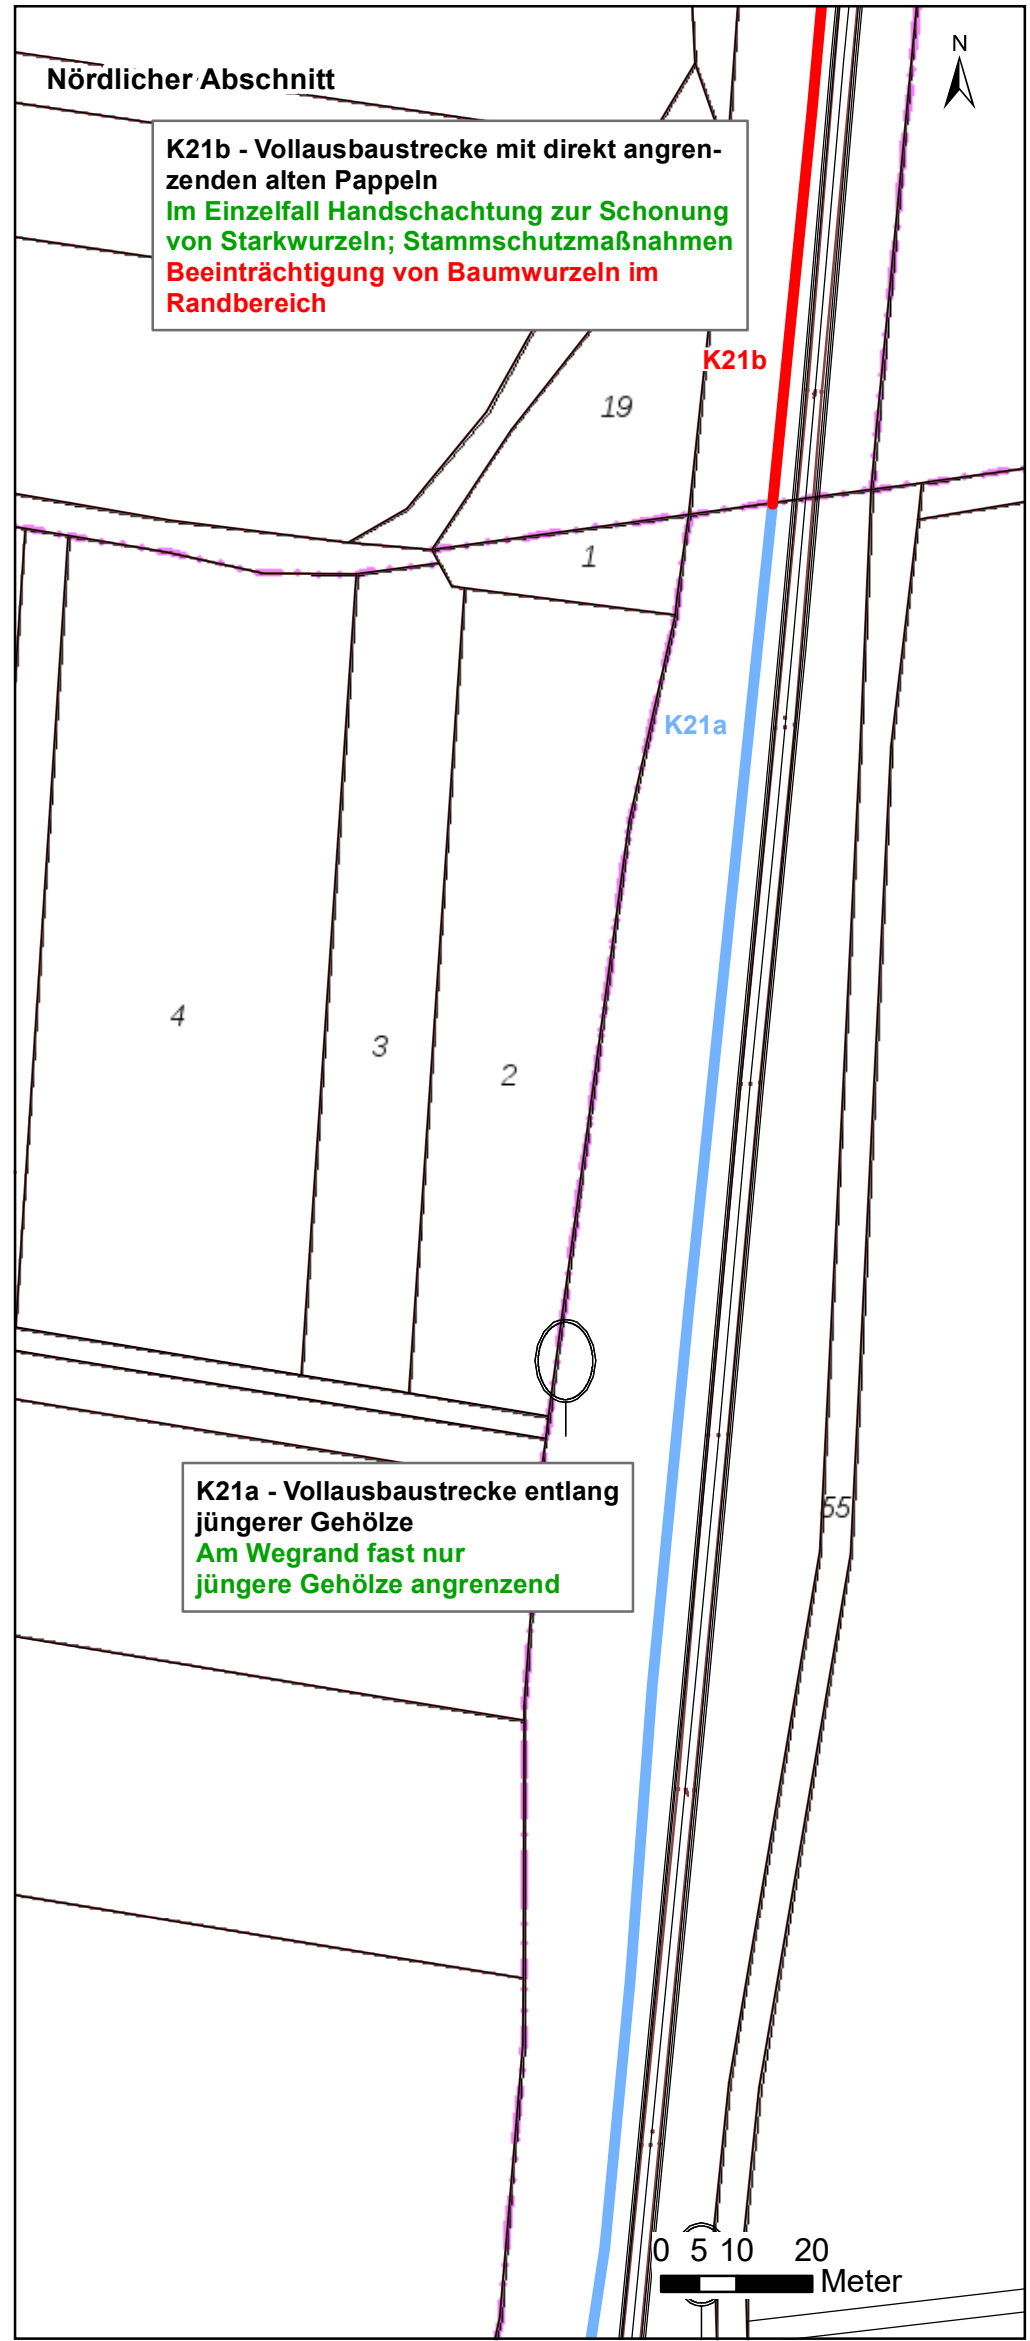 N
Nördlicher Abschnitt
K21b - Vollausbaustrecke mit direkt angren-
zenden alten Pappeln
Im Einzelfall Handschachtung zur Schonung
von Starkwurzeln; Stammschutzmaßnahmen
Beeinträchtigung von Baumwurzeln im
Randbereich
K21b
19
1
K21a
4
3
2
K21a - Vollausbaustrecke entlang
jüngerer Gehölze
Am Wegrand fast nur
jüngere Gehölze angrenzend
55
0 5 10 20
Meter